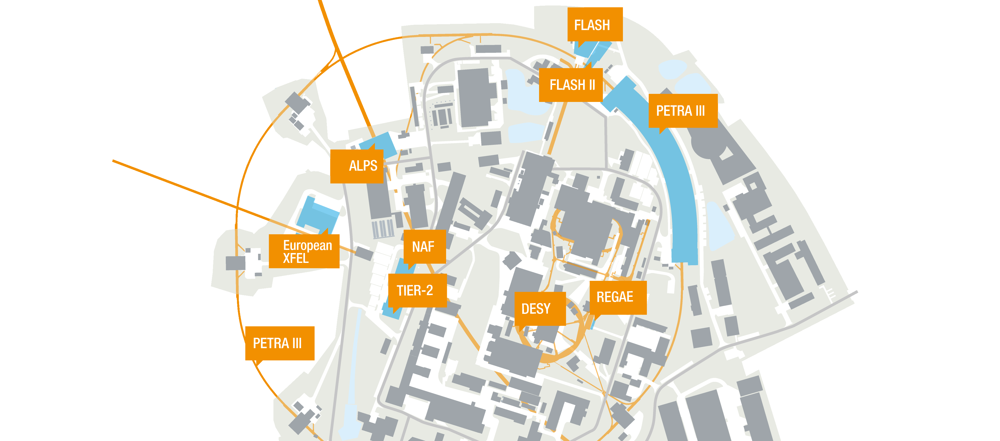 FLASH
FLASH II
PETRA III
ALPS
European
XFEL
NAF
TIER-2
REGAE
DESY
PETRA III